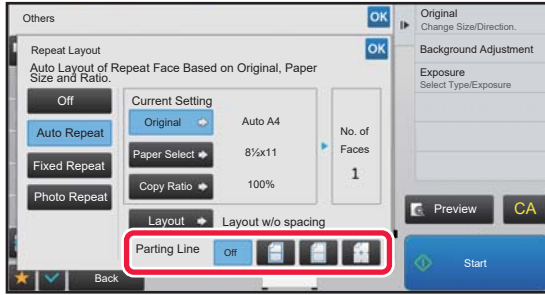 Others
OK
Repeat Layout
OK
Auto Layout of Repeat Face Based on Original, Paper
Size and Ratio.
Off
Auto Repeat
Fixed Repeat
Photo Repeat
Current Setting
Original
Auto A4
Paper Select
8½x11
Copy Ratio
100%
No. of
Faces
1
Layout
Layout w/o spacing
Parting Line
Off
Back
Original
Change Size/Direction.
Background Adjustment
Exposure
Select Type/Exposure
Preview
CA
Start